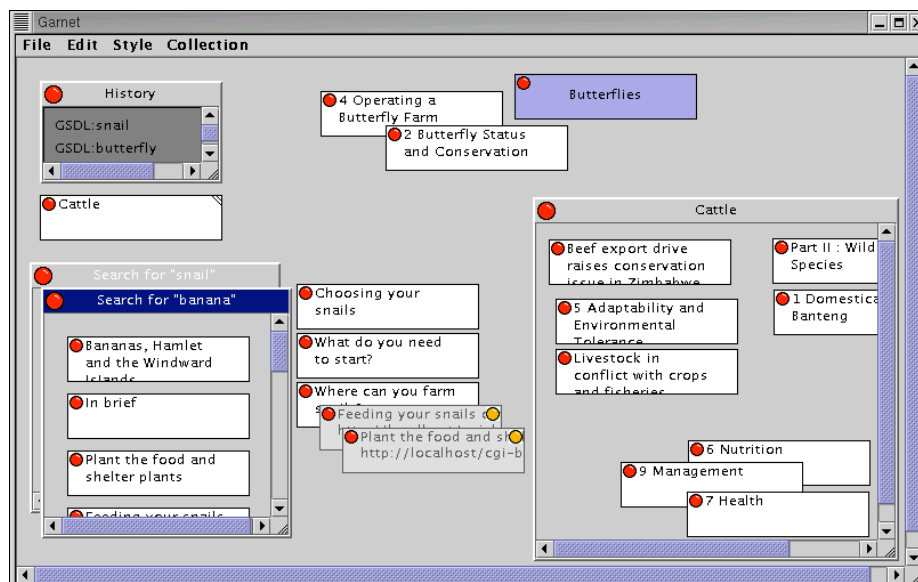 Garnet
File Edit Style Collection
History
GSDL:snail
GSDL:butterfly
Cattle
4 Operating a
Butterfly Farm
2 Butterfly Status
and Conservation
Butterflies
Search for "snail"
Search for "banana"
Bananas, Hamlet
and the Windward
Islands
In brief
Plant the food and
shelter plants
Feeding your snails
Choosing your
snails
What do you need
to start?
Where can you farm
Feeding your snails
Plant the food and she
http://localhost/cgi-b
Cattle
Beef export drive
raises conservation
issue in Zimbabwe
Part II : Wild
Species
5 Adaptability and
Environmental
Tolerance
1 Domestica
Banteng
Livestock in
conflict with crops
and fisheries
6 Nutrition
9 Management
7 Health